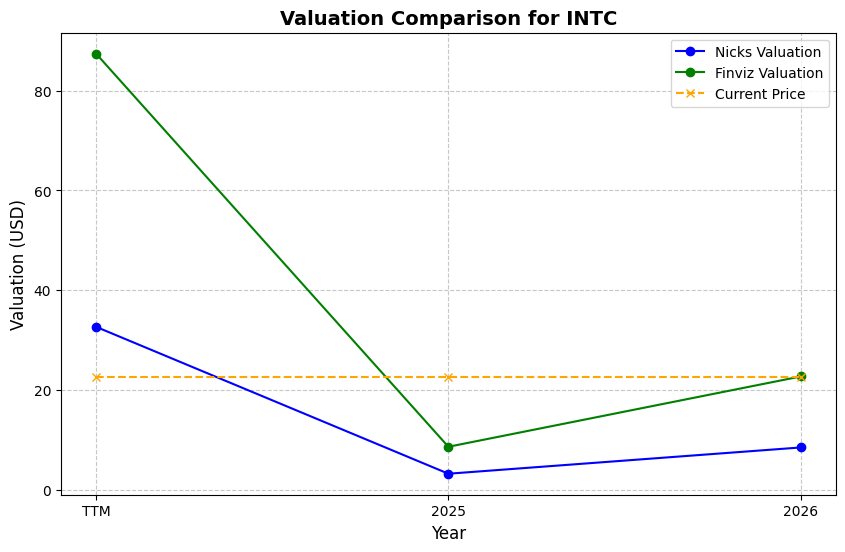 Valuation Comparison for INTC
Nicks Valuation
Finviz Valuation
Current Price
Valuation (USD)
80
60
40
20
0
TTM
2025
2026
Year